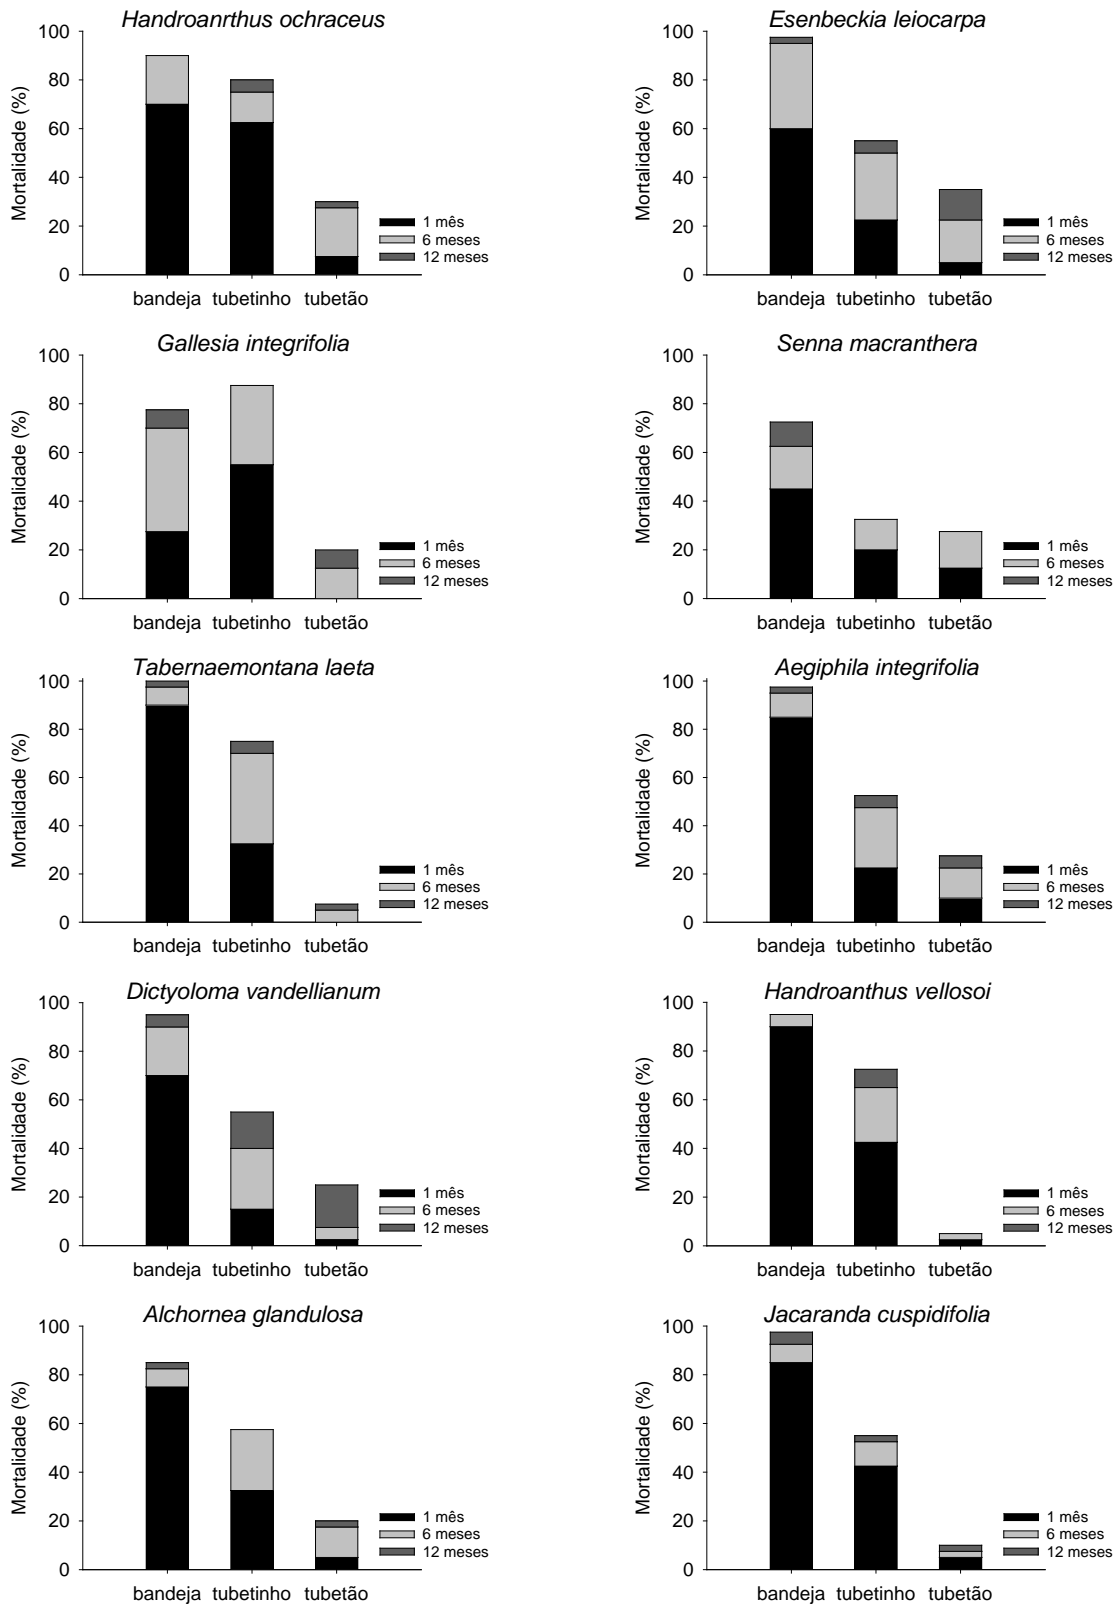 Handroanrthus ochraceus
Mortalidade (%)
100
80
60
40
20
0
bandeja tubetinho tubetão
1 mês
6 meses
12 meses
Esenbeckia leiocarpa
Mortalidade (%)
100
80
60
40
20
0
bandeja tubetinho tubetão
1 mês
6 meses
12 meses
Gallesia integrifolia
Mortalidade (%)
100
80
60
40
20
0
bandeja tubetinho tubetão
1 mês
6 meses
12 meses
Senna macranthera
Mortalidade (%)
100
80
60
40
20
0
bandeja tubetinho tubetão
1 mês
6 meses
12 meses
Tabernaemontana laeta
Mortalidade (%)
100
80
60
40
20
0
bandeja tubetinho tubetão
1 mês
6 meses
12 meses
Aegiphila integrifolia
Mortalidade (%)
100
80
60
40
20
0
bandeja tubetinho tubetão
1 mês
6 meses
12 meses
Dictyoloma vandellianum
Mortalidade (%)
100
80
60
40
20
0
bandeja tubetinho tubetão
1 mês
6 meses
12 meses
Handroanthus vellosoi
Mortalidade (%)
100
80
60
40
20
0
bandeja tubetinho tubetão
1 mês
6 meses
12 meses
Alchornea glandulosa
Mortalidade (%)
100
80
60
40
20
0
bandeja tubetinho tubetão
1 mês
6 meses
12 meses
Jacaranda cuspidifolia
Mortalidade (%)
100
80
60
40
20
0
bandeja tubetinho tubetão
1 mês
6 meses
12 meses